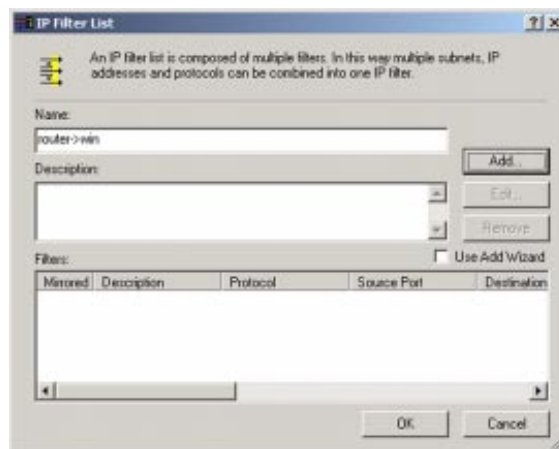 IP Filter List
An IP filter list is composed of multiple filters. In this way multiple subnets, IP
addresses and protocols can be combined into one IP filter.
Name:
router->win
Add...
Description:
Edit...
Remove
Filters:
Use Add Wizard
Mirrored Description Protocol Source Port Destination
OK
Cancel